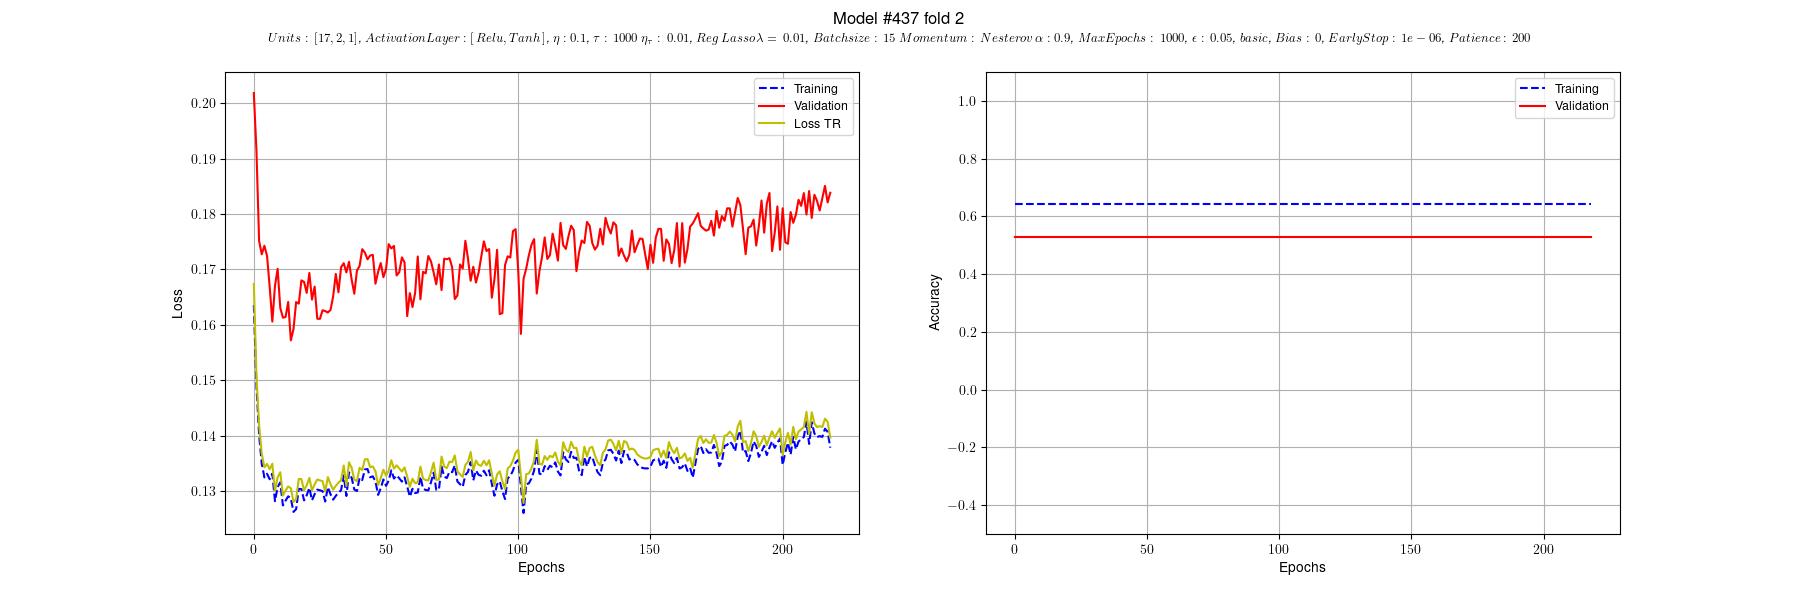 Model #437 fold 2
Units : [17, 2, 1], ActivationLayer : [ Relu, Tanh ], η : 0.1, τ : 1000 ητ : 0.01, Reg Lasso λ = 0.01, Batchsize : 15 Momentum : Nesterov α : 0.9, MaxEpochs : 1000, ϵ : 0.05, basic, Bias : 0, EarlyStop : 1e − 06, Patience : 200
Training
Validation
Loss TR
0.20
0.19
0.18
0.17
0.16
0.15
0.14
0.13
Loss
0 50 100 150 200
Epochs
Training
Validation
1.0
0.8
0.6
0.4
0.2
0.0
−0.2
−0.4
Accuracy
0 50 100 150 200
Epochs